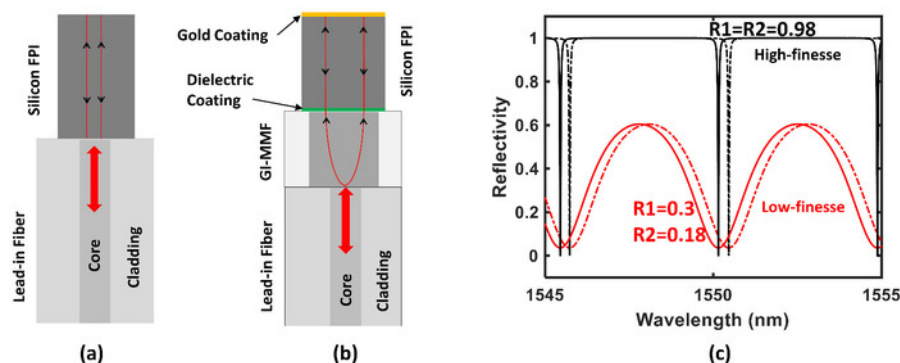 Silicon FPI
Lead-in Fiber
Core
Cladding
(a)
Gold Coating
Dielectric
Coating
Silicon FPI
GI-MMF
Lead-in Fiber
Core
Cladding
(b)
R1=R2=0.98
High-finesse
R1=0.3
R2=0.18
Low-finesse
Reflectivity
1
0.8
0.6
0.4
0.2
0
1545
1550
1555
Wavelength (nm)
(c)